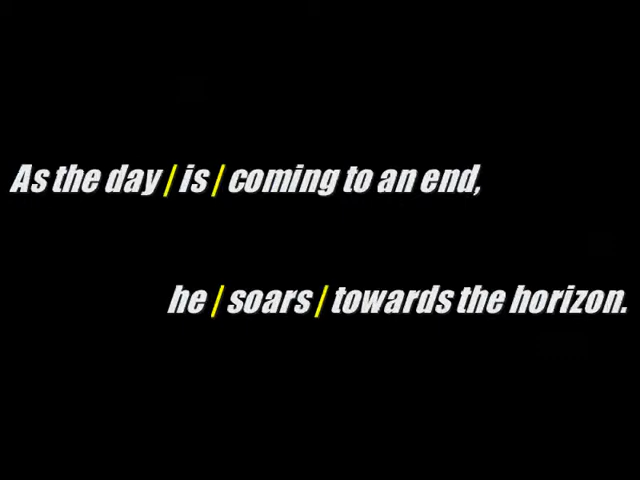 As the day / is / coming to an end,
he / soars / towards the horizon.